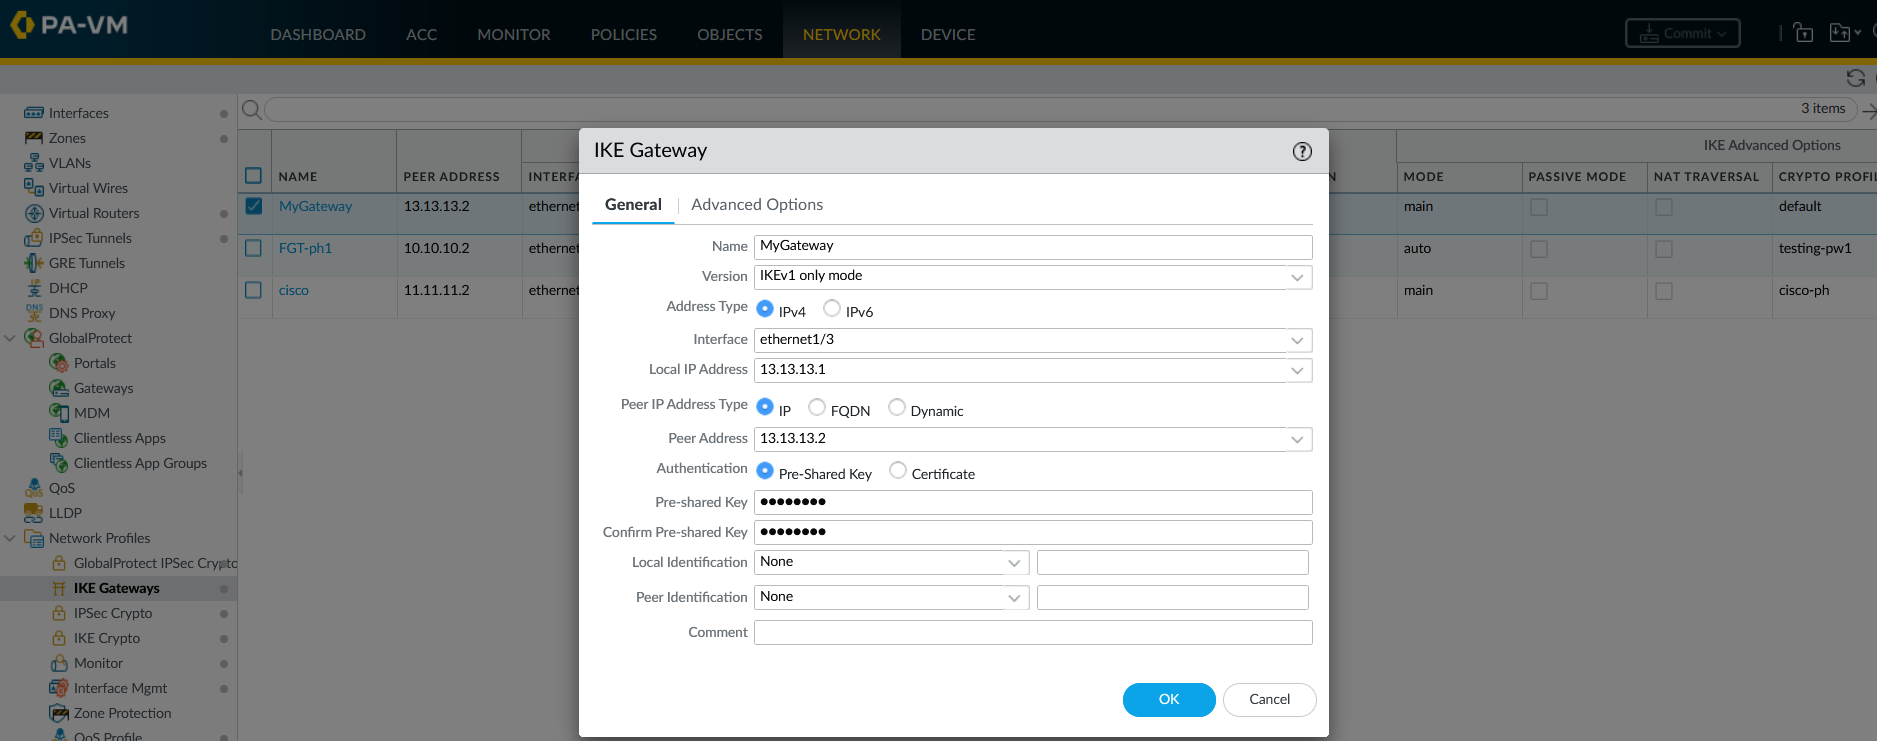 PA-VM
DASHBOARD ACC MONITOR POLICIES OBJECTS NETWORK DEVICE Commit
3 items
Interfaces
Zones
VLANs
Virtual Wires
Virtual Routers
IPSec Tunnels
GRE Tunnels
DHCP
DNS Proxy
GlobalProtect
Portals
Gateways
MDM
Clientless Apps
Clientless App Groups
QoS
LLDP
Network Profiles
GlobalProtect IPSec Crypto
IKE Gateways
IPSec Crypto
IKE Crypto
Monitor
Interface Mgmt
Zone Protection
QoS Profile
IKE Advanced Options
NAME PEER ADDRESS MODE PASSIVE MODE NAT TRAVERSAL
MyGateway 13.13.13.2 main default
FGT-ph1 10.10.10.2 auto testing-pw1
cisco 11.11.11.2 main cisco-ph
IKE Gateway
General Advanced Options
Name MyGateway
Version IKEv1 only mode
Address Type IPv4 IPv6
Interface ethernet1/3
Local IP Address 13.13.13.1
Peer IP Address Type IP FQDN Dynamic
Peer Address 13.13.13.2
Authentication Pre-Shared Key Certificate
Pre-shared Key ••••••••
Confirm Pre-shared Key ••••••••
Local Identification None
Peer Identification None
Comment
OK Cancel